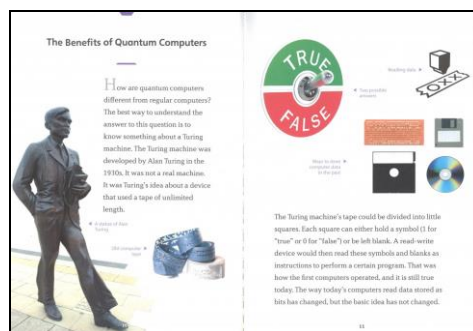 The Benefits of Quantum Computers
How are quantum computers
different from regular computers?
The best way to understand the
answer to this question is to
know something about a Turing
machine. The Turing machine was
developed by Alan Turing in the
1930s. It was not a real machine.
It was Turing's idea about a device
that used a tape of unlimited
length.
A statue of Alan
Turing
Old computer
tape
TRUE
FALSE
Reading data
Two possible
answers
Ways to store
computer data
in the past
The Turing machine's tape could be divided into little
squares. Each square can either hold a symbol (1 for
"true" or 0 for "false") or be left blank. A read-write
device would then read these symbols and blanks as
instructions to perform a certain program. That was
how the first computers operated, and it is still true
today. The way today's computers read data stored as
bits has changed, but the basic idea has not changed.